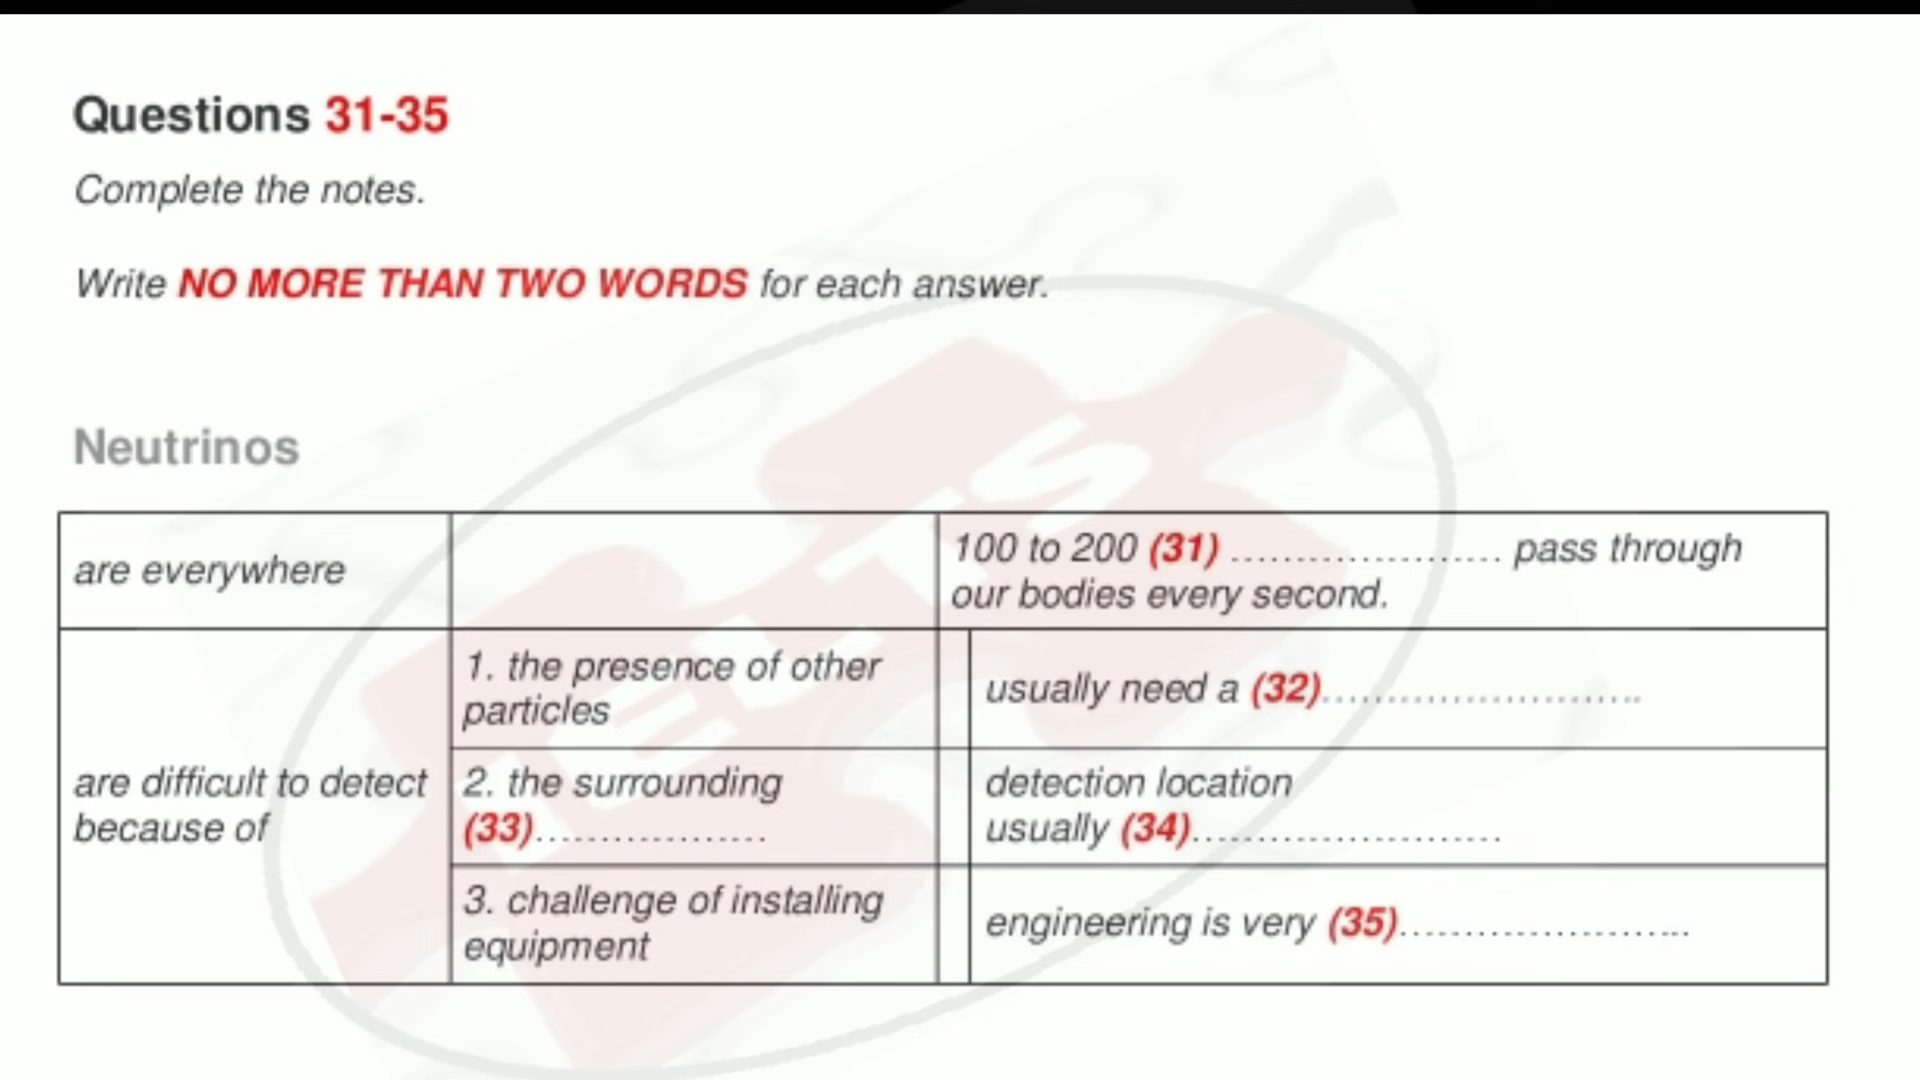 Questions 31-35
Complete the notes.
Write NO MORE THAN TWO WORDS for each answer.
Neutrinos
are everywhere
100 to 200 (31) ........................ pass through
our bodies every second.
are difficult to detect
because of
1. the presence of other
particles
usually need a (32)..............................
2. the surrounding
(33)..................
detection location
usually (34)........................
3. challenge of installing
equipment
engineering is very (35)........................
IELTS